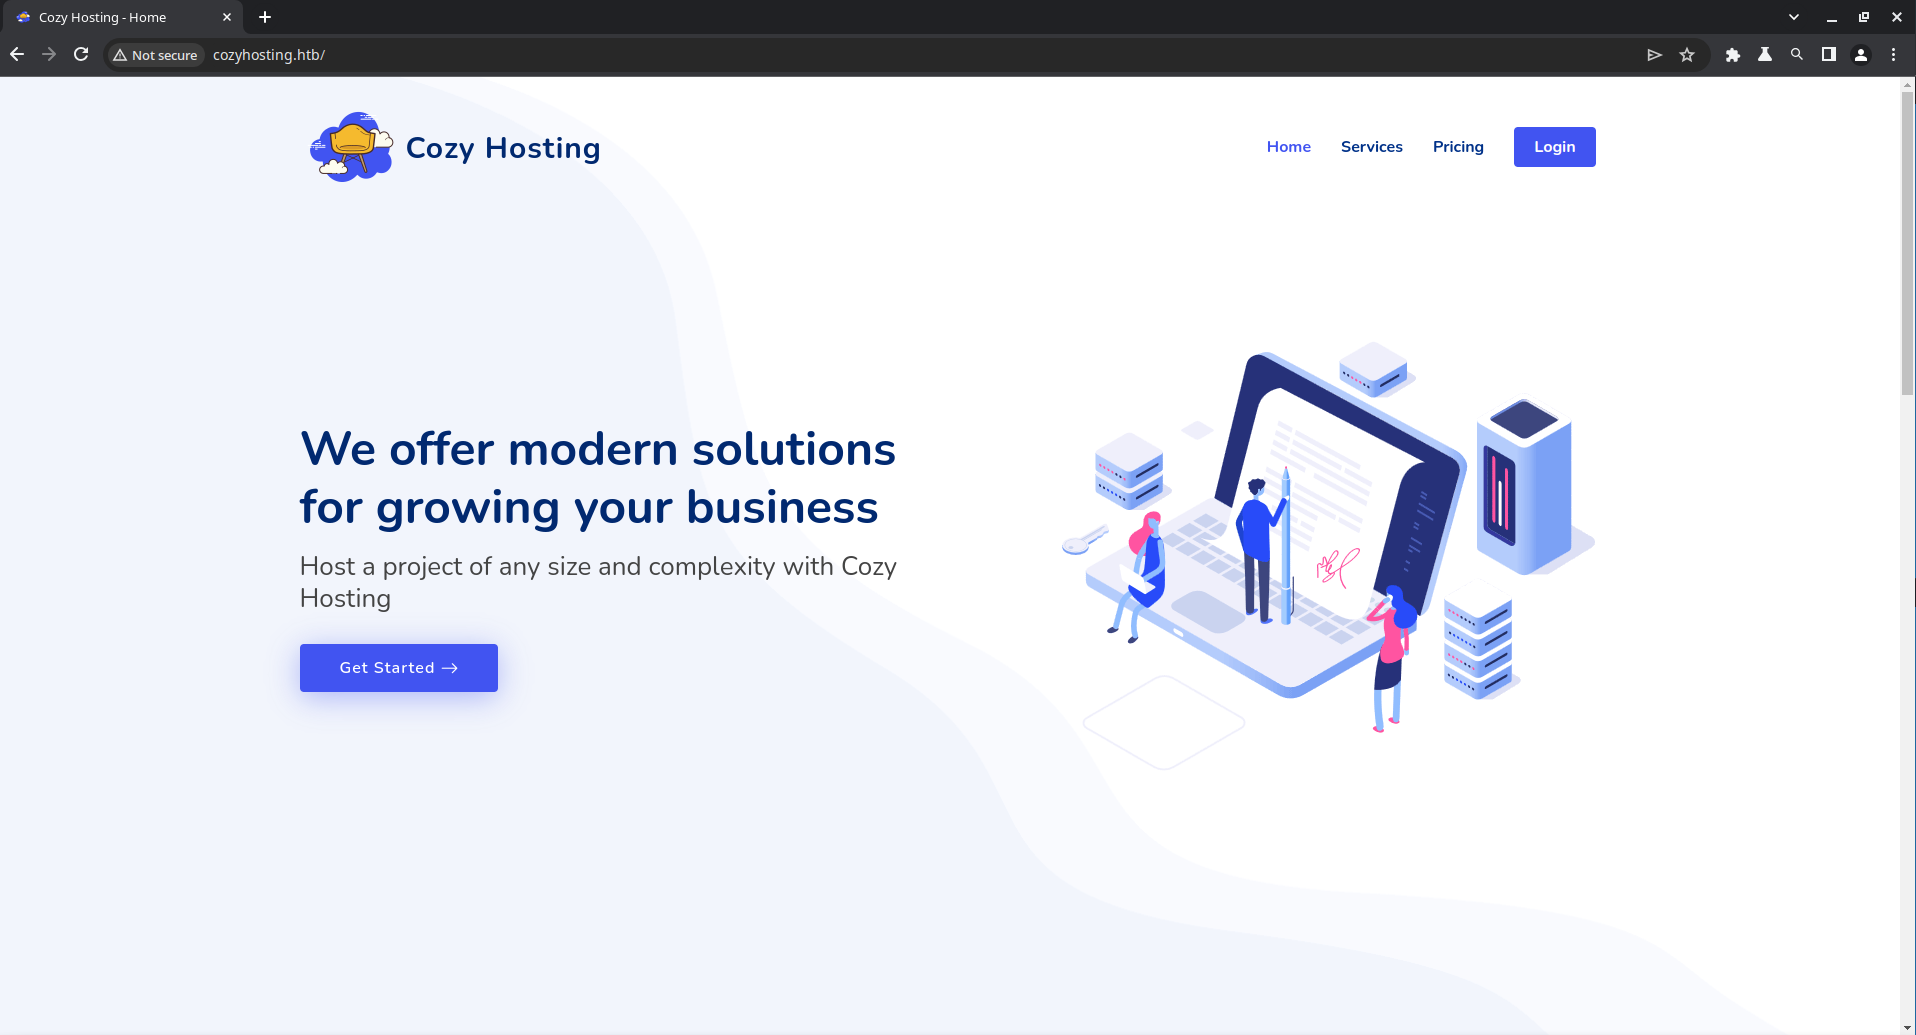 Cozy Hosting - Home
Not secure
cozyhosting.htb/
Cozy Hosting
Home
Services
Pricing
Login
We offer modern solutions
for growing your business
Host a project of any size and complexity with Cozy
Hosting
Get Started →